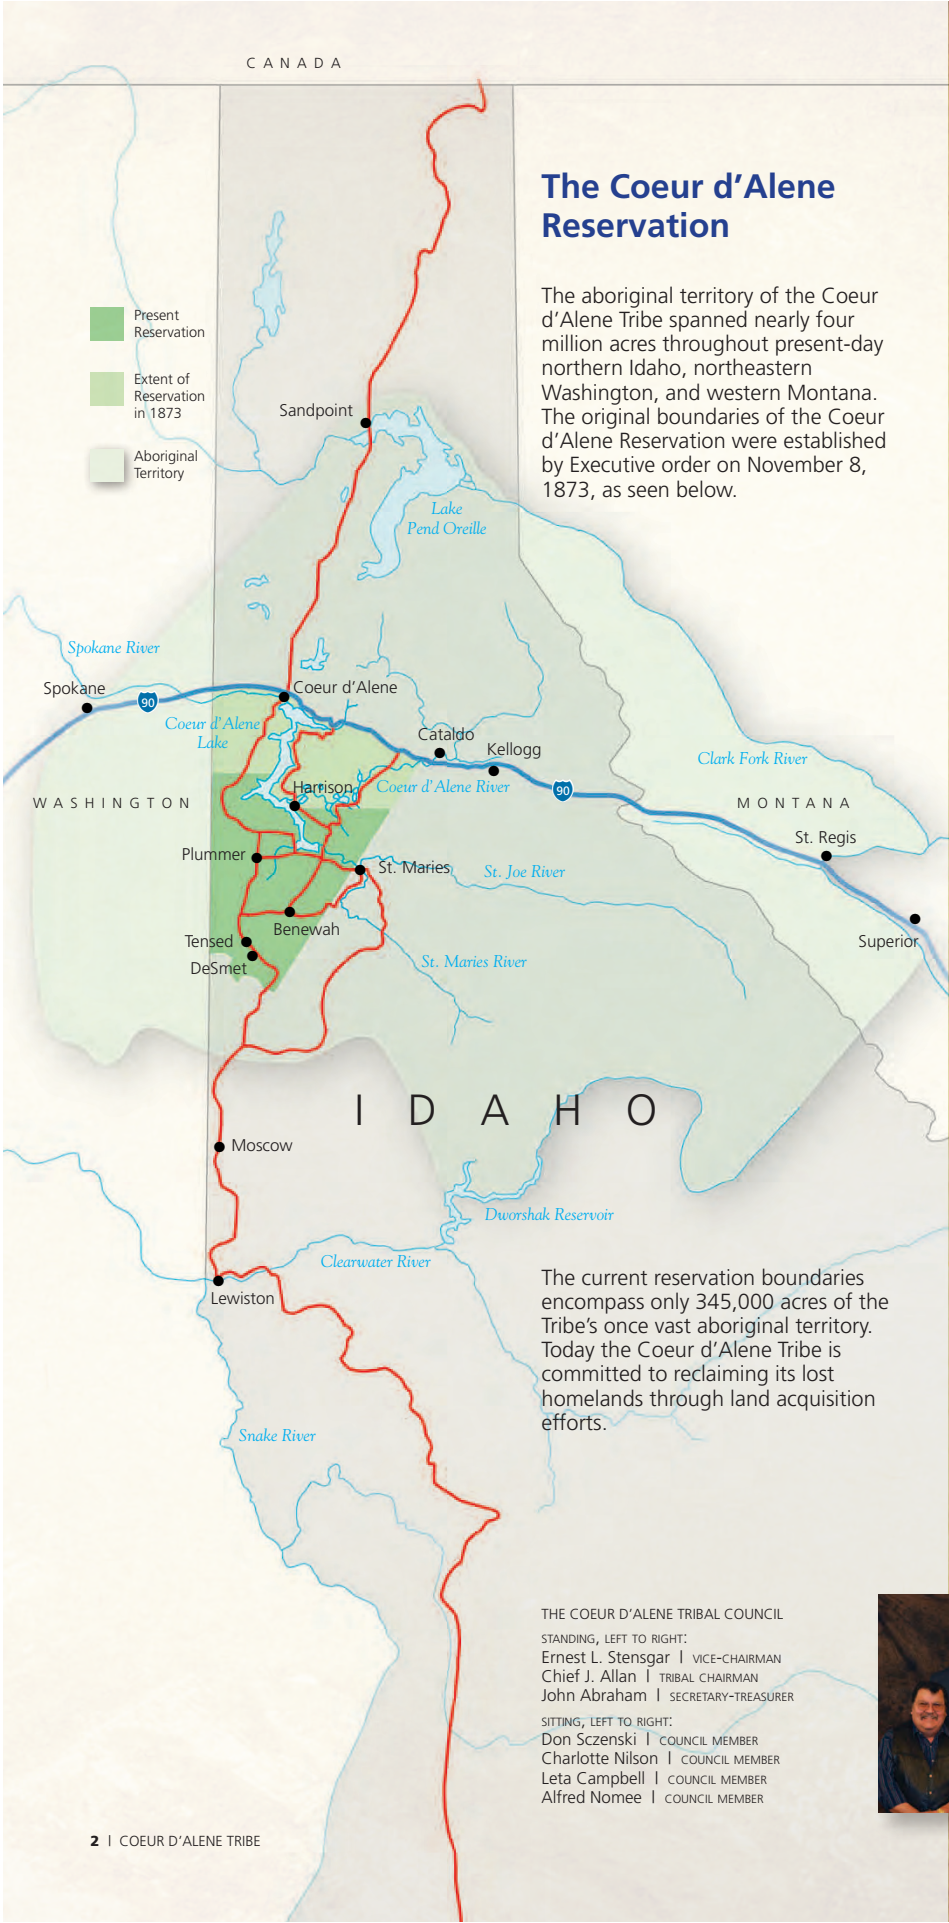 CANADA
The Coeur d’Alene
Reservation
The aboriginal territory of the Coeur
d’Alene Tribe spanned nearly four
million acres throughout present-day
northern Idaho, northeastern
Washington, and western Montana.
The original boundaries of the Coeur
d’Alene Reservation were established
by Executive order on November 8,
1873, as seen below.
Present
Reservation
Extent of
Reservation
in 1873
Aboriginal
Territory
Sandpoint
Lake
Pend Oreille
Spokane River
Spokane
90
Coeur d’Alene
Coeur d’Alene
Lake
Cataldo
Kellogg
Clark Fork River
Harrison
Coeur d’Alene River
90
WASHINGTON
MONTANA
St. Regis
Plummer
St. Maries
St. Joe River
Benewah
Tensed
DeSmet
Superior
St. Maries River
IDAHO
Moscow
Dworshak Reservoir
Clearwater River
Lewiston
The current reservation boundaries
encompass only 345,000 acres of the
Tribe’s once vast aboriginal territory.
Today the Coeur d’Alene Tribe is
committed to reclaiming its lost
homelands through land acquisition
efforts.
Snake River
THE COEUR D’ALENE TRIBAL COUNCIL
STANDING, LEFT TO RIGHT:
Ernest L. Stensgar | VICE-CHAIRMAN
Chief J. Allan | TRIBAL CHAIRMAN
John Abraham | SECRETARY-TREASURER
SITTING, LEFT TO RIGHT:
Don Sczenski | COUNCIL MEMBER
Charlotte Nilson | COUNCIL MEMBER
Leta Campbell | COUNCIL MEMBER
Alfred Nomee | COUNCIL MEMBER
2 | COEUR D’ALENE TRIBE